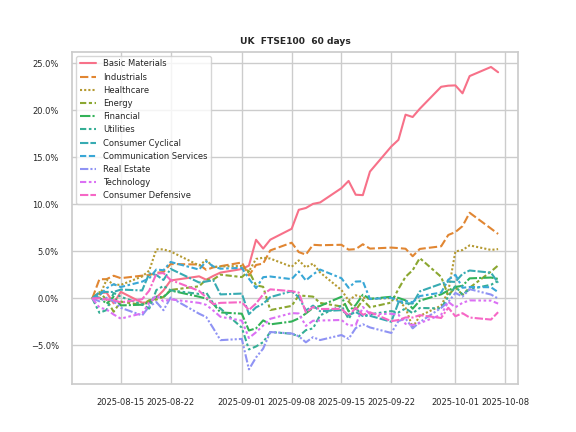 UK FTSE100 60 days
25.0%
20.0%
15.0%
10.0%
5.0%
0.0%
−5.0%
Basic Materials
Industrials
Healthcare
Energy
Financial
Utilities
Consumer Cyclical
Communication Services
Real Estate
Technology
Consumer Defensive
2025-08-15 2025-08-22 2025-09-01 2025-09-08 2025-09-15 2025-09-22 2025-10-01 2025-10-08